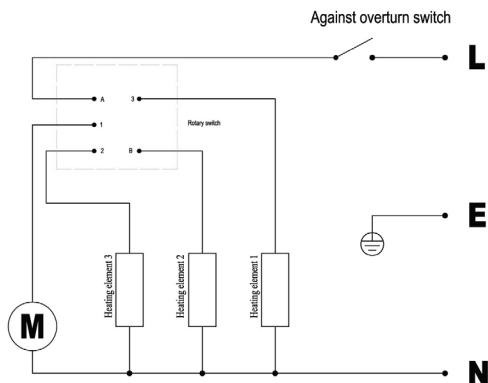 Against overturn switch
L
A
3
1
Rotary switch
2
B
E
Heating element 3
Heating element 2
Heating element 1
M
N